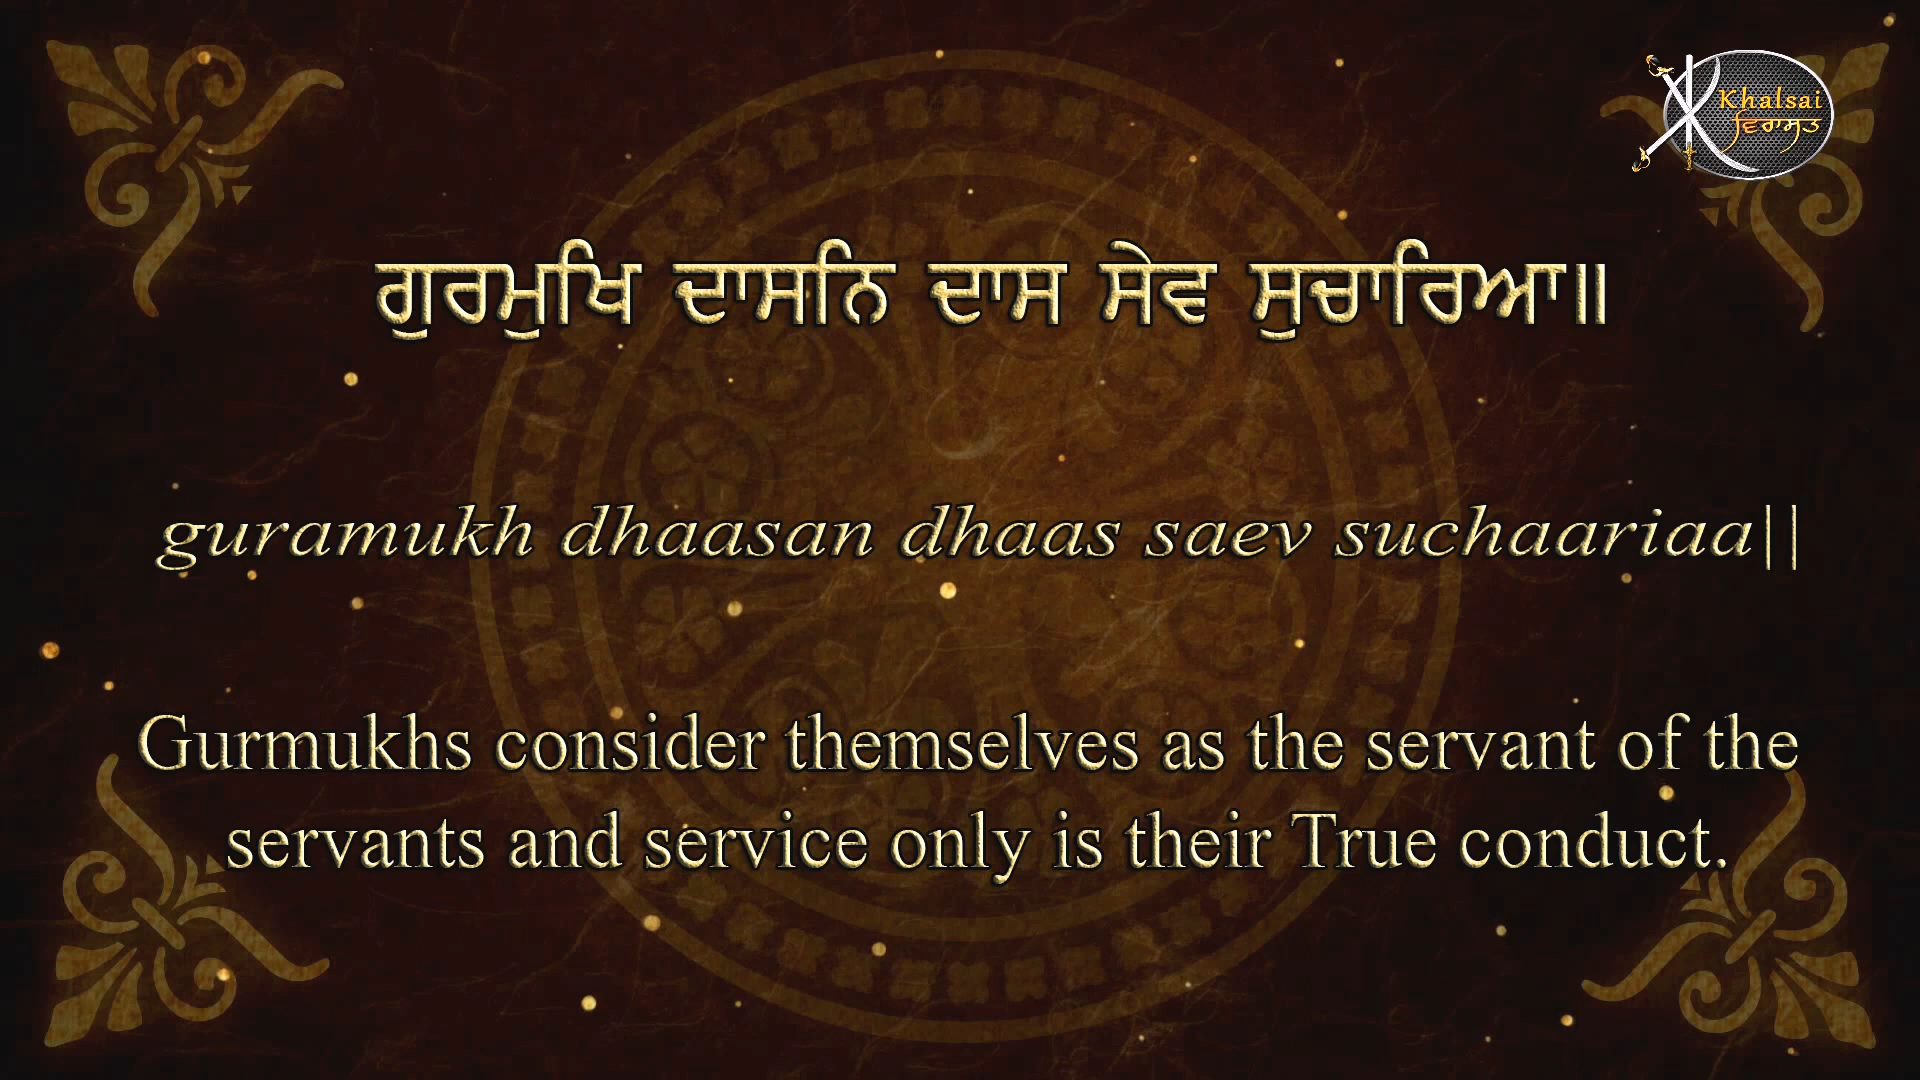 Khalsai
ਵਿਰਾਸਤ
ਗੁਰਮੁਖਿ ਦਾਸਨਿ ਦਾਸ ਸੇਵ ਸੁਚਾਰਿਆ॥
guramukh dhaasan dhaas saev suchaariaa||
Gurmukhs consider themselves as the servant of the
servants and service only is their True conduct.